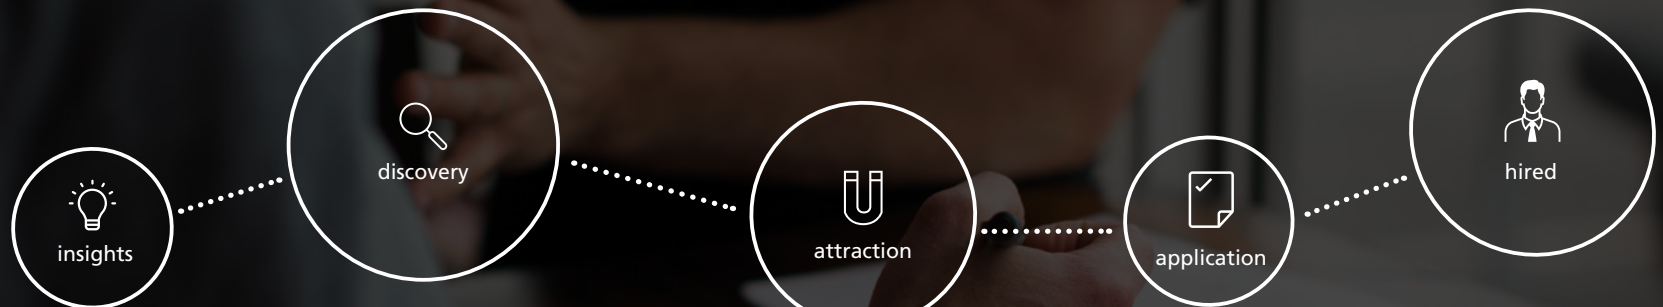 insights
discovery
attraction
application
hired